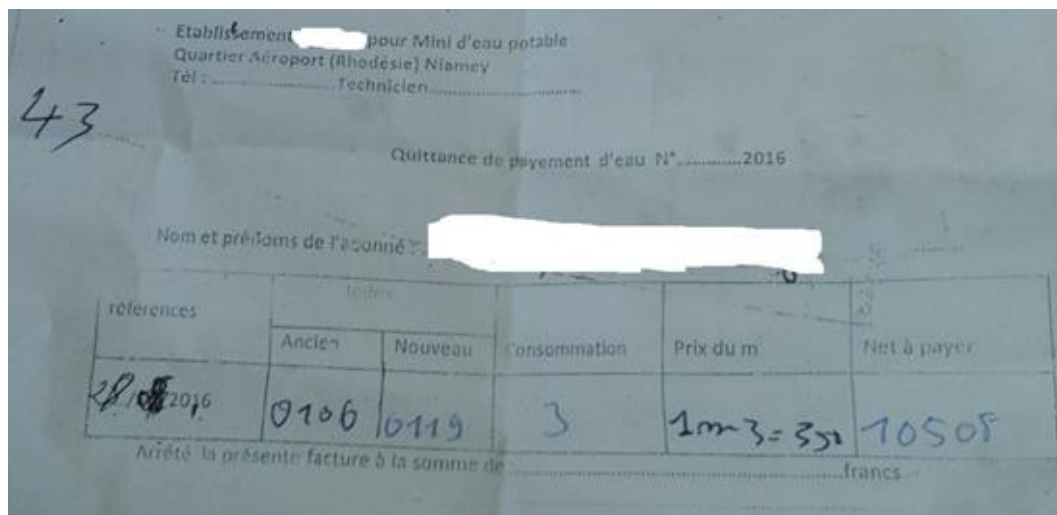 Etablissement pour Mini d'eau potable
Quartier Aéroport (Rhodésie) Niamey
Tél : ........................Technicien..............................
43
Quittance de payement d'eau N°.............2016
Nom et prénoms de l'abonné :
références Index
Ancien Nouveau Consommation Prix du m Net à payer
2016 0106 0119 3 1m3=350
Arrêté la présente facture à la somme de ..................................................francs